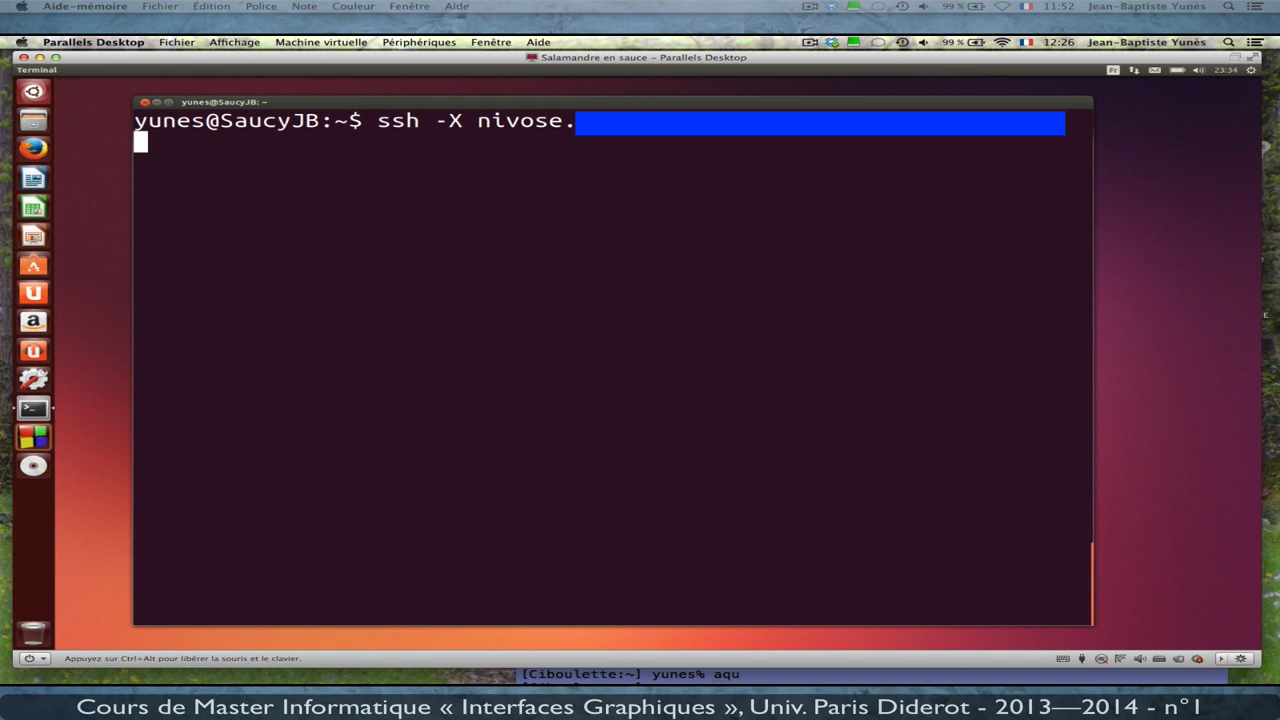 Aide-mémoire Fichier Édition Police Note Couleur Fenêtre Aide 99 % 11:52 Jean-Baptiste Yunès
Parallels Desktop Fichier Affichage Machine virtuelle Périphériques Fenêtre Aide 99 % 12:26 Jean-Baptiste Yunès
Salamandre en sauce – Parallels Desktop
Terminal Fr 23:34
yunes@SaucyJB: ~
yunes@SaucyJB:~$ ssh -X nivose.
Appuyez sur Ctrl+Alt pour libérer la souris et le clavier.
[Ciboulette:~] yunes% aqu
Cours de Master Informatique « Interfaces Graphiques », Univ. Paris Diderot - 2013—2014 - n°1